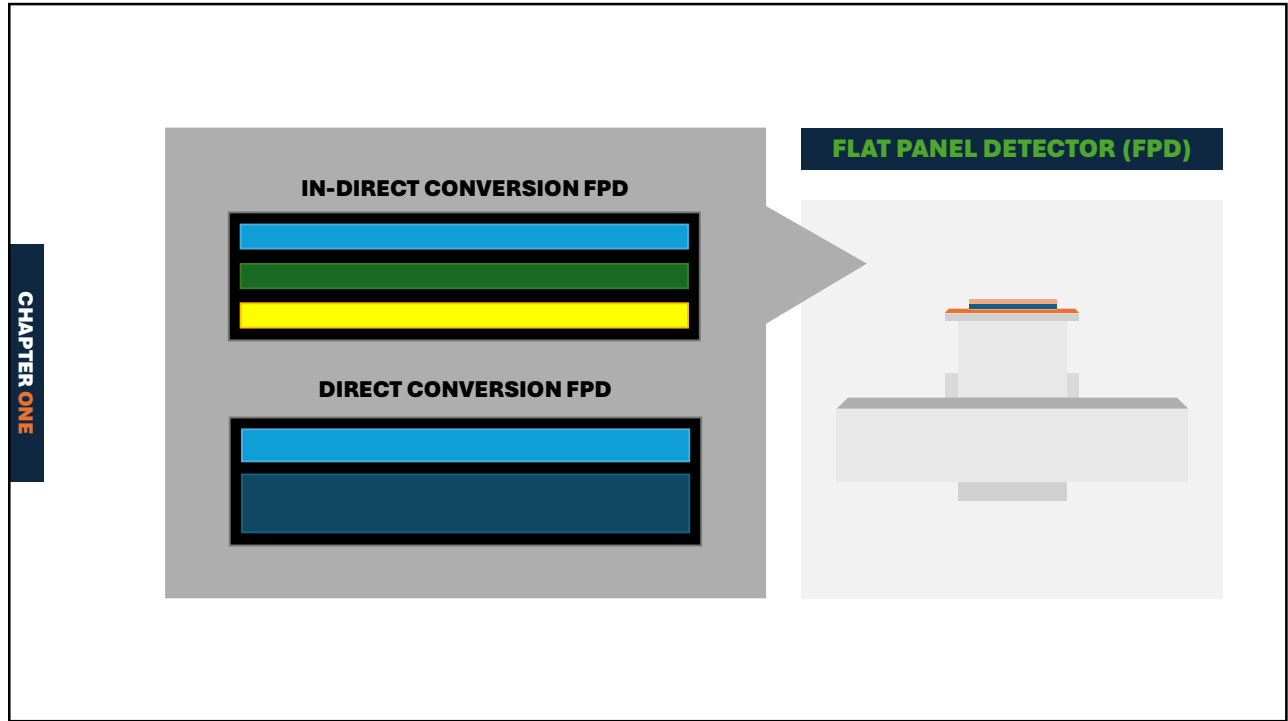 CHAPTER ONE
IN-DIRECT CONVERSION FPD
DIRECT CONVERSION FPD
FLAT PANEL DETECTOR (FPD)